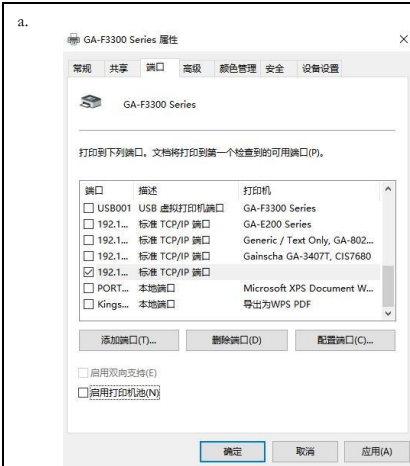 a.
GA-F3300 Series 属性
常规 共享 端口 高级 颜色管理 安全 设备设置
GA-F3300 Series
打印到下列端口。文档将打印到第一个检查到的可用端口(P)。
端口 描述 打印机
USB001 USB 虚拟打印机端口 GA-F3300 Series
192.1... 标准 TCP/IP 端口 GA-E200 Series
192.1... 标准 TCP/IP 端口 Generic / Text Only, GA-802...
192.1... 标准 TCP/IP 端口 Gainscha GA-3407T, CIS7680
192.1... 标准 TCP/IP 端口
PORT... 本地端口 Microsoft XPS Document W...
Kings... 本地端口 导出为WPS PDF
添加端口(T)... 删除端口(D) 配置端口(C)...
启用双向支持(E)
启用打印机池(N)
确定 取消 应用(A)